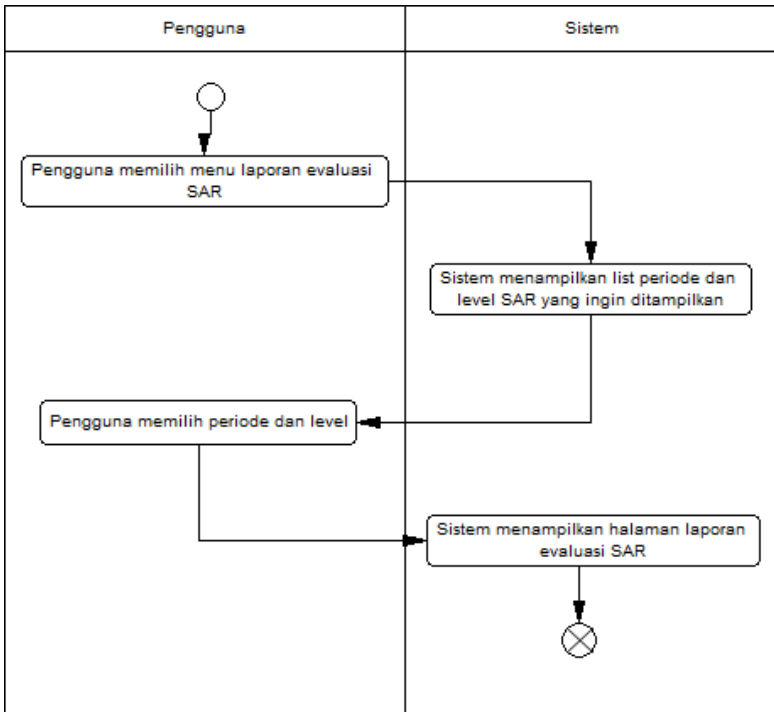 Pengguna
Sistem
Pengguna memilih menu laporan evaluasi
SAR
Sistem menampilkan list periode dan
level SAR yang ingin ditampilkan
Pengguna memilih periode dan level
Sistem menampilkan halaman laporan
evaluasi SAR